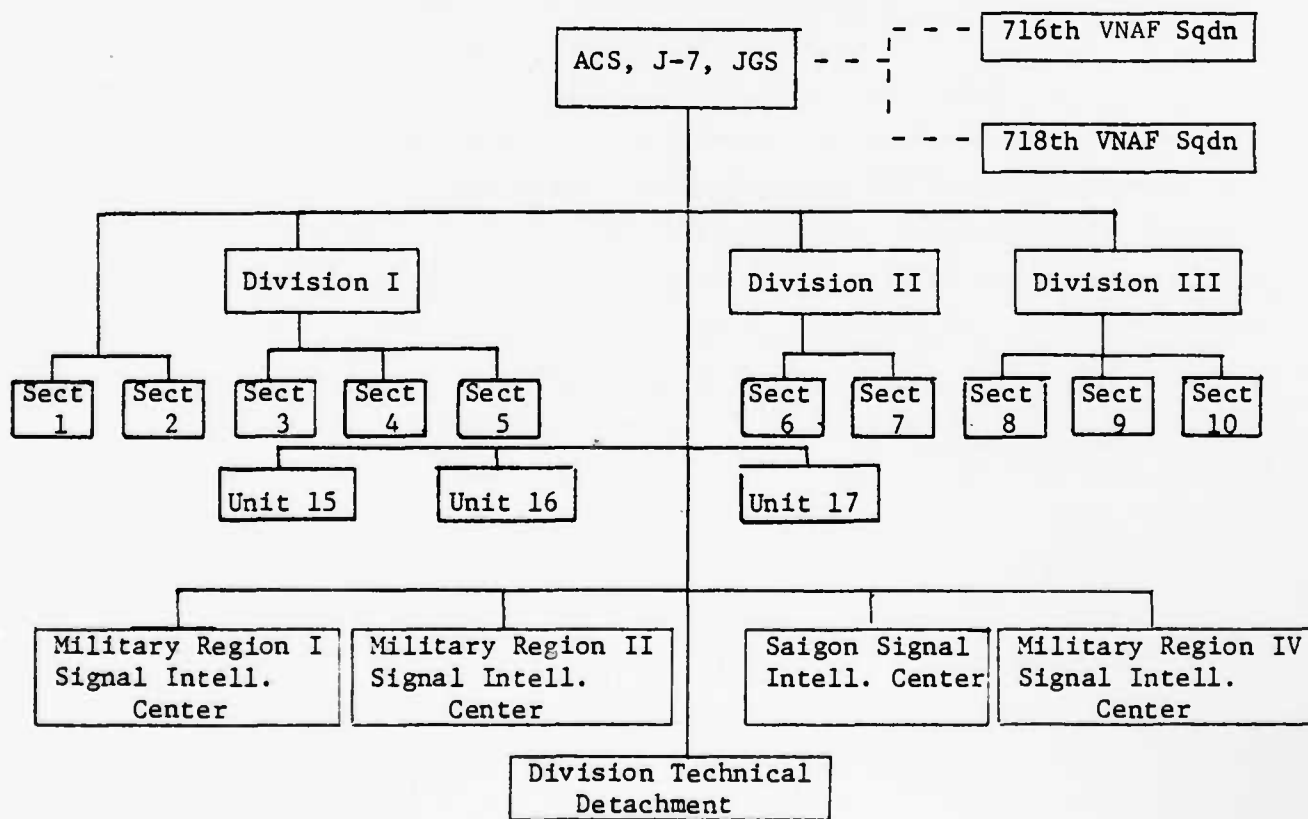 716th VNAF Sqdn
ACS, J-7, JGS
718th VNAF Sqdn
Division I
Division II
Division III
Sect
1
Sect
2
Sect
3
Sect
4
Sect
5
Sect
6
Sect
7
Sect
8
Sect
9
Sect
10
Unit 15
Unit 16
Unit 17
Military Region I
Signal Intell.
Center
Military Region II
Signal Intell.
Center
Saigon Signal
Intell. Center
Military Region IV
Signal Intell.
Center
Division Technical
Detachment